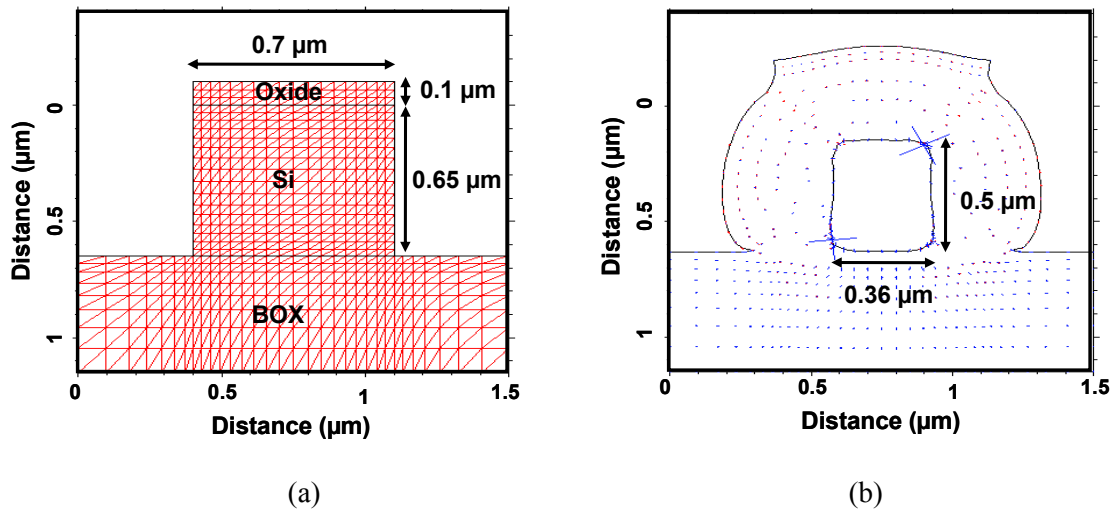 0.7 µm
Oxide
0.1 µm
Si
0.65 µm
BOX
0
0.5
1
Distance (µm)
0
0.5
1
1.5
Distance (µm)
(a)
0.5 µm
0.36 µm
0
0.5
1
Distance (µm)
0
0.5
1
1.5
Distance (µm)
(b)